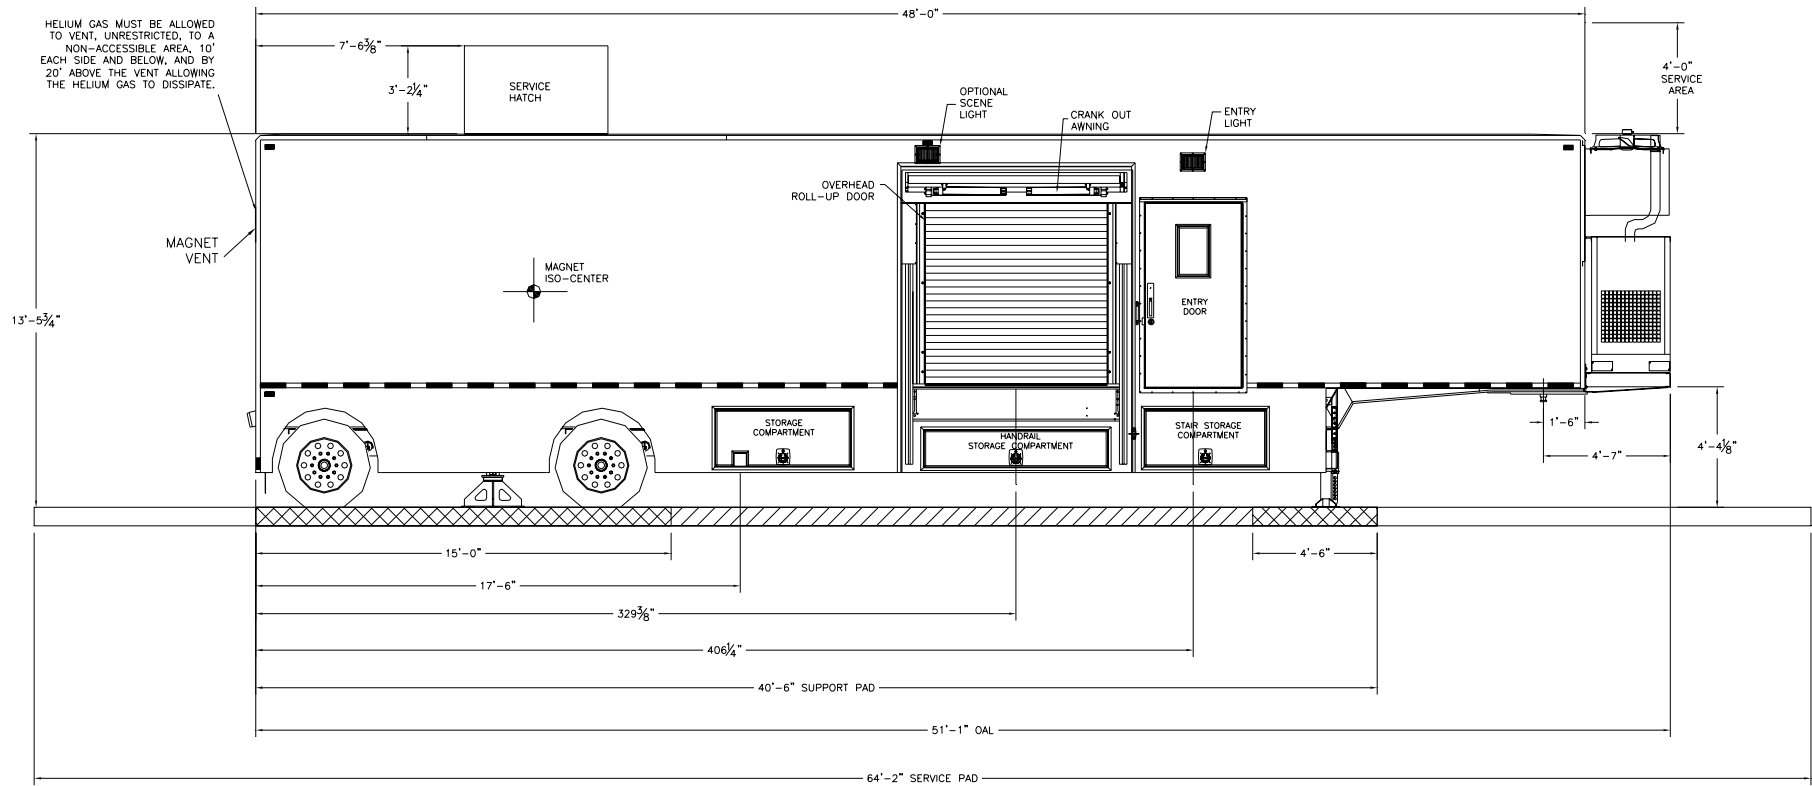 48'-0"
HELIUM GAS MUST BE ALLOWED
TO VENT, UNRESTRICTED, TO A
NON-ACCESSIBLE AREA, 10'
EACH SIDE AND BELOW, AND BY
20' ABOVE THE VENT ALLOWING
THE HELIUM GAS TO DISSIPATE.
7'-6⅜"
3'-2¼"
SERVICE
HATCH
4'-0"
SERVICE
AREA
OPTIONAL
SCENE
LIGHT
CRANK OUT
AWNING
ENTRY
LIGHT
OVERHEAD
ROLL-UP DOOR
MAGNET
VENT
MAGNET
ISO-CENTER
ENTRY
DOOR
13'-5¾"
STORAGE
COMPARTMENT
HANDRAIL
STORAGE COMPARTMENT
STAIR STORAGE
COMPARTMENT
1'-6"
4'-7"
4'-4⅛"
15'-0"
4'-6"
17'-6"
329⅜"
406¼"
40'-6" SUPPORT PAD
51'-1" OAL
64'-2" SERVICE PAD